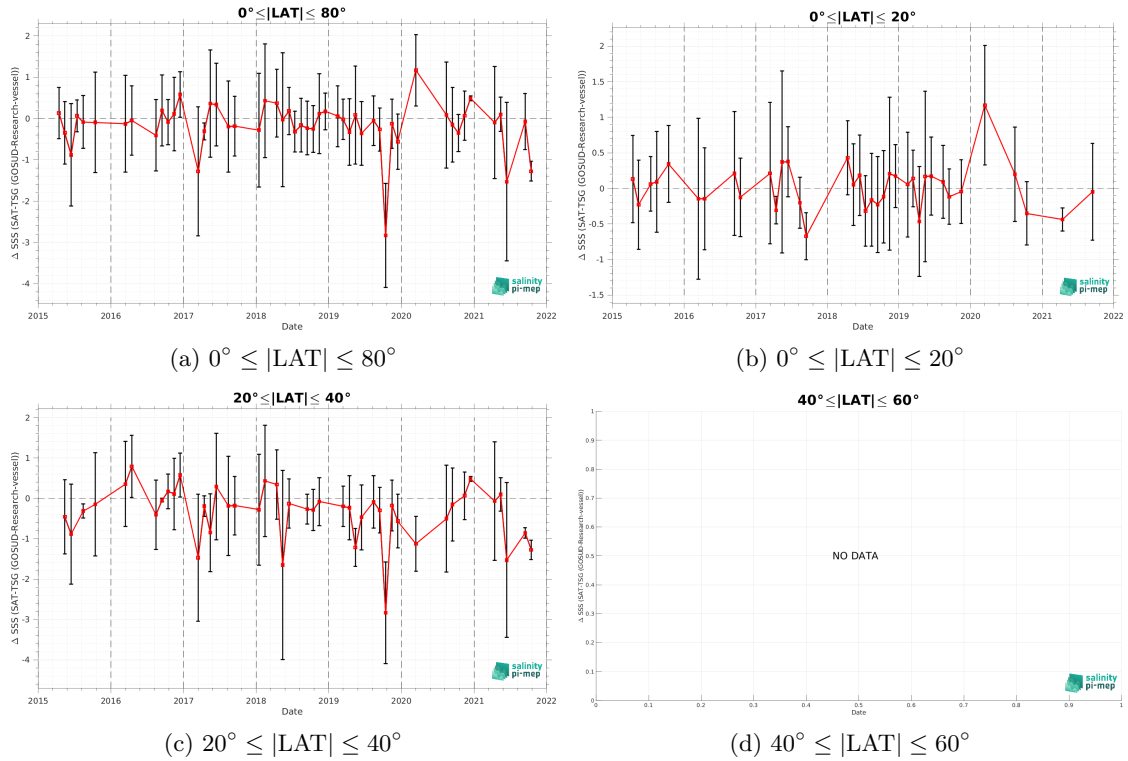 0°≤|LAT|≤ 80°
Δ SSS (SAT-TSG (GOSUD-Research-vessel))
2
1
0
-1
-2
-3
-4
2015 2016 2017 2018 2019 2020 2021 2022
Date
salinity
pi-mep
(a) 0° ≤ |LAT| ≤ 80°
0°≤|LAT|≤ 20°
Δ SSS (SAT-TSG (GOSUD-Research-vessel))
2
1.5
1
0.5
0
-0.5
-1
-1.5
2015 2016 2017 2018 2019 2020 2021 2022
Date
salinity
pi-mep
(b) 0° ≤ |LAT| ≤ 20°
20°≤|LAT|≤ 40°
Δ SSS (SAT-TSG (GOSUD-Research-vessel))
2
1
0
-1
-2
-3
-4
2015 2016 2017 2018 2019 2020 2021 2022
Date
salinity
pi-mep
(c) 20° ≤ |LAT| ≤ 40°
40°≤|LAT|≤ 60°
Δ SSS (SAT-TSG (GOSUD-Research-vessel))
1
0.9
0.8
0.7
0.6
0.5
0.4
0.3
0.2
0.1
0
NO DATA
0 0.1 0.2 0.3 0.4 0.5 0.6 0.7 0.8 0.9 1
Date
salinity
pi-mep
(d) 40° ≤ |LAT| ≤ 60°